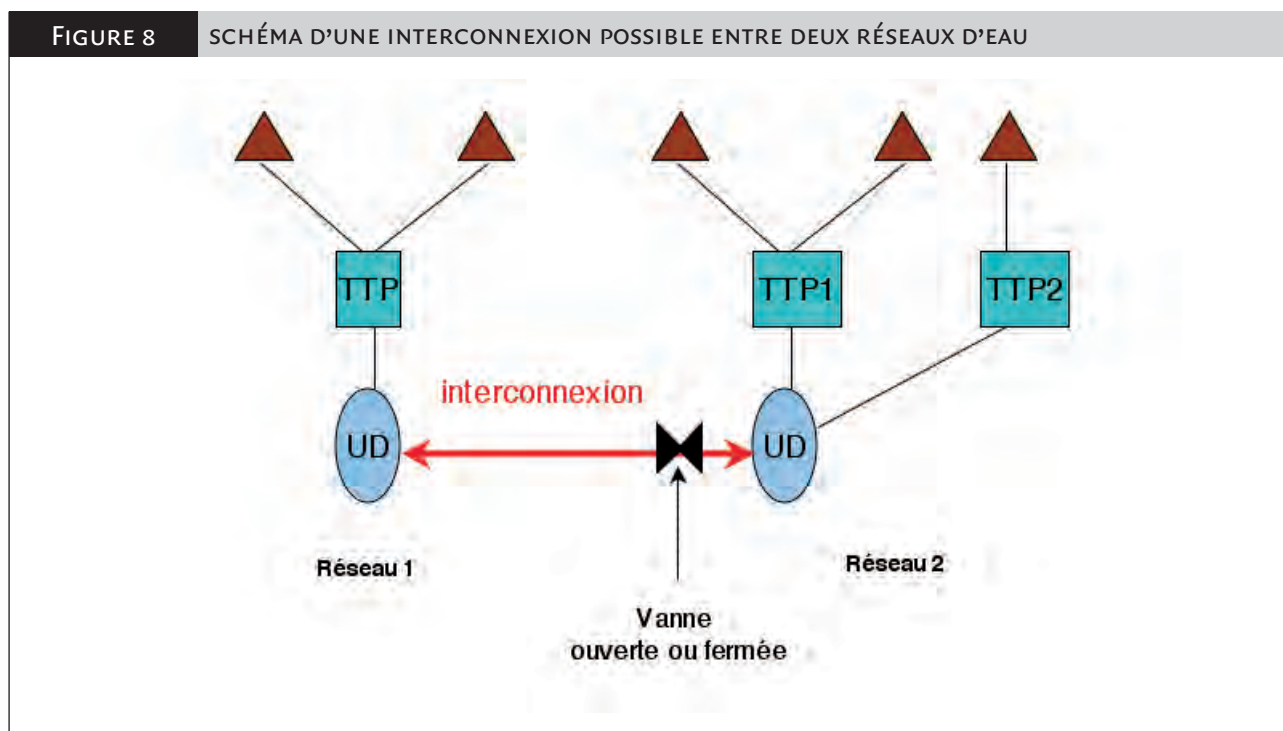 FIGURE 8
SCHÉMA D'UNE INTERCONNEXION POSSIBLE ENTRE DEUX RÉSEAUX D'EAU
TTP
TTP1
TTP2
interconnexion
UD
UD
Réseau 1
Réseau 2
Vanne
ouverte ou fermée